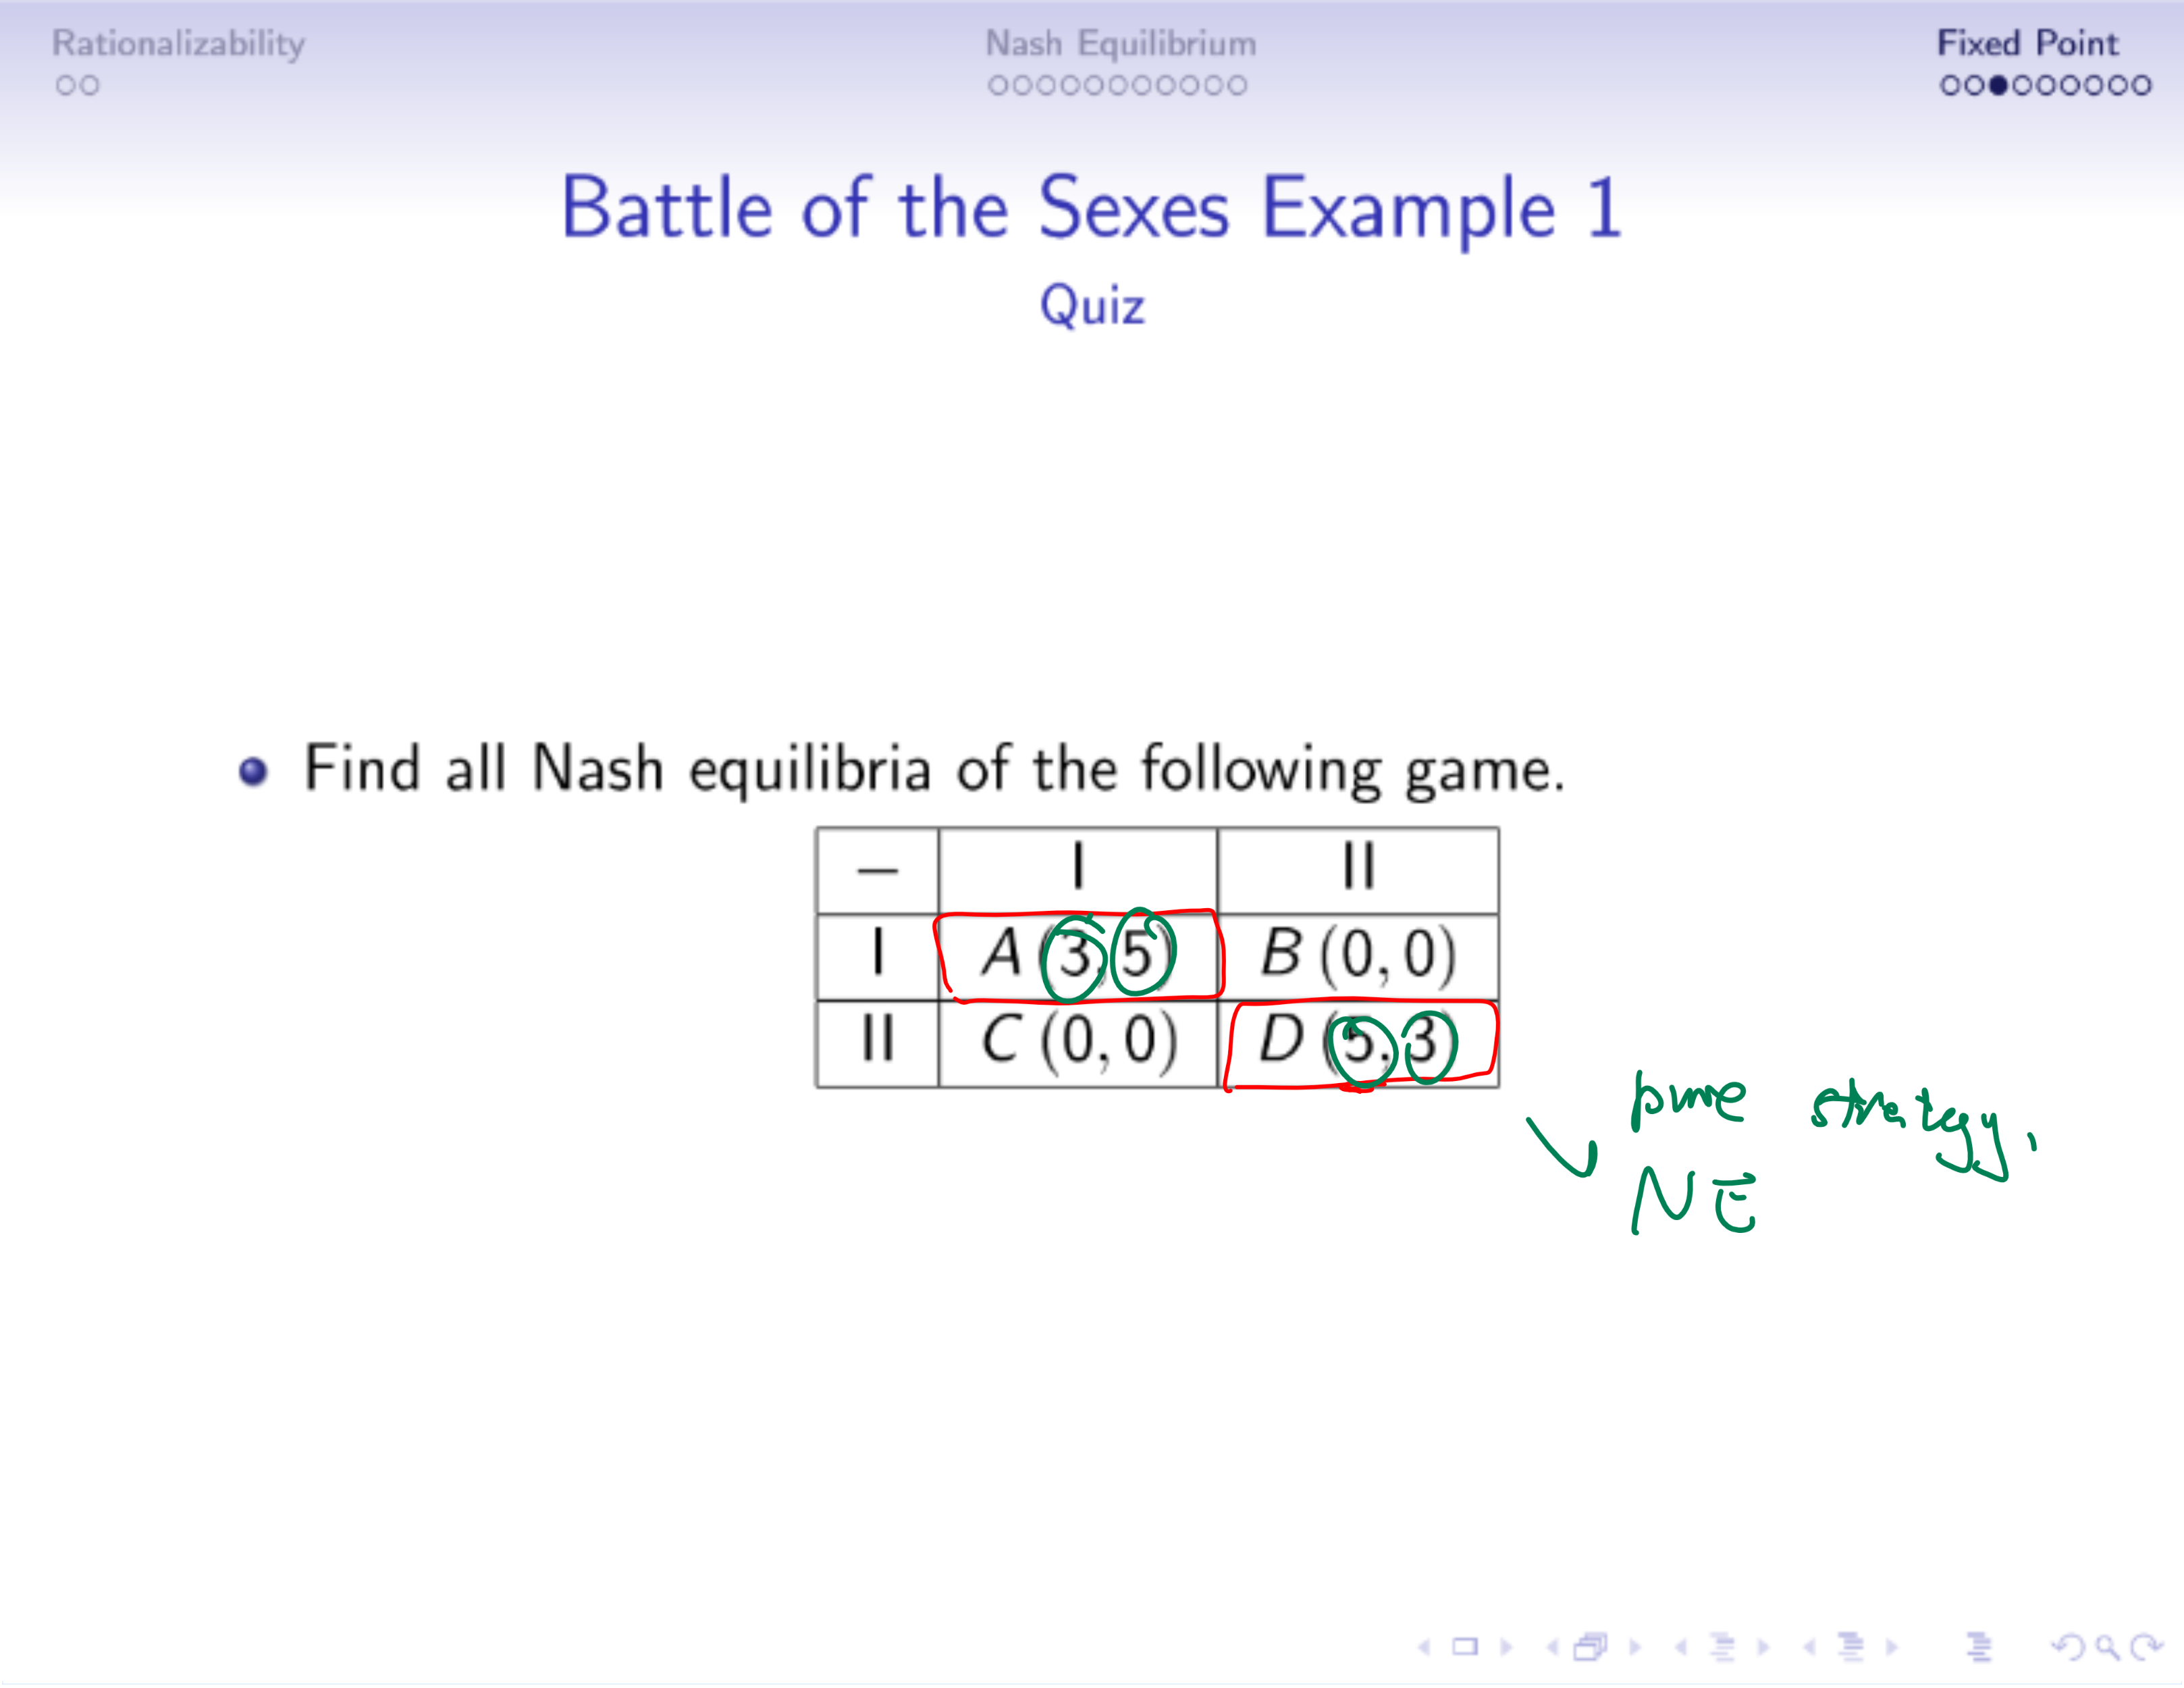 Rationalizability
Nash Equilibrium
Fixed Point
Battle of the Sexes Example 1
Quiz
Find all Nash equilibria of the following game.
– I II
I A (3, 5) B (0, 0)
II C (0, 0) D (5, 3)
pure strategy.
NE